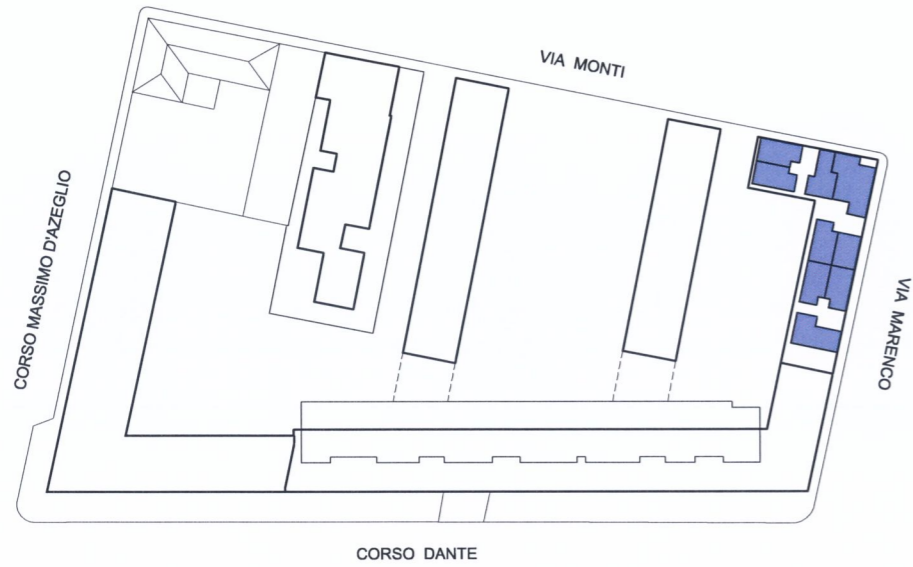 VIA MONTI
CORSO MASSIMO D'AZEGLIO
VIA MARENCO
CORSO DANTE